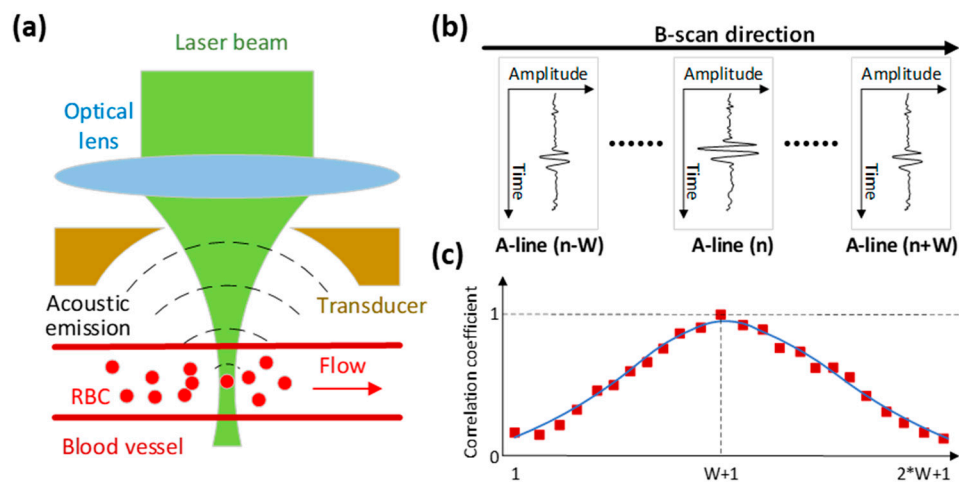 (a)
Laser beam
Optical
lens
Acoustic
emission
Transducer
RBC
Flow
Blood vessel
(b)
B-scan direction
Amplitude
Time
A-line (n-W)
Amplitude
Time
A-line (n)
Amplitude
Time
A-line (n+W)
(c)
Correlation coefficient
1
0
1
W+1
2*W+1